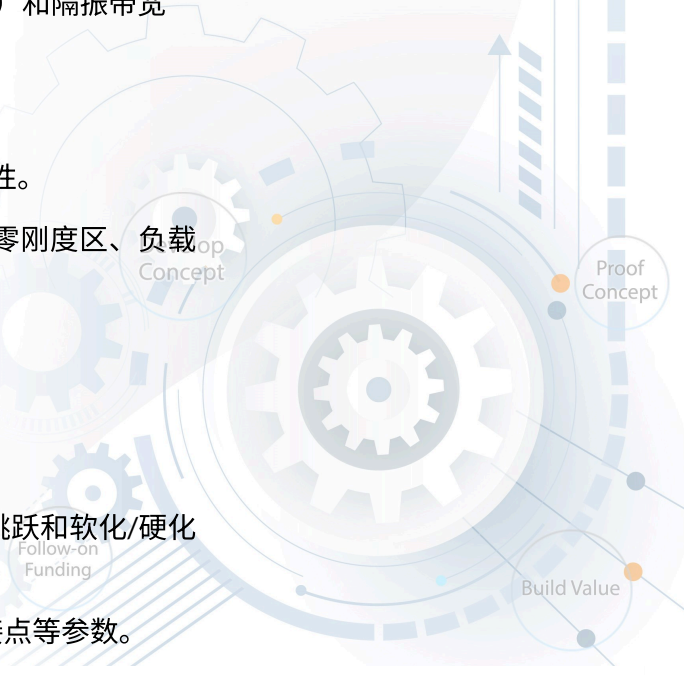 ）和隔振带宽
性。
零刚度区、负载
Develop
Concept
Proof
Concept
跳跃和软化/硬化
Follow-on
Funding
Build Value
点等参数。